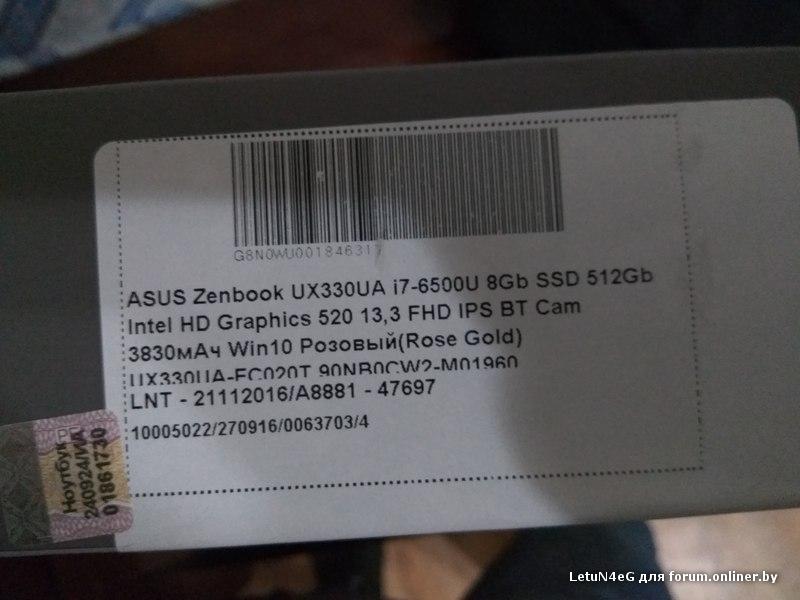 G8N0WU001846317
ASUS Zenbook UX330UA i7-6500U 8Gb SSD 512Gb
Intel HD Graphics 520 13,3 FHD IPS BT Cam
3830мАч Win10 Розовый(Rose Gold)
UX330UA-FC020T 90NB0CW2-M01960
LNT - 21112016/A8881 - 47697
10005022/270916/0063703/4
Ноутбук
240924/ИА
01861730
LetuN4eG для forum.onliner.by